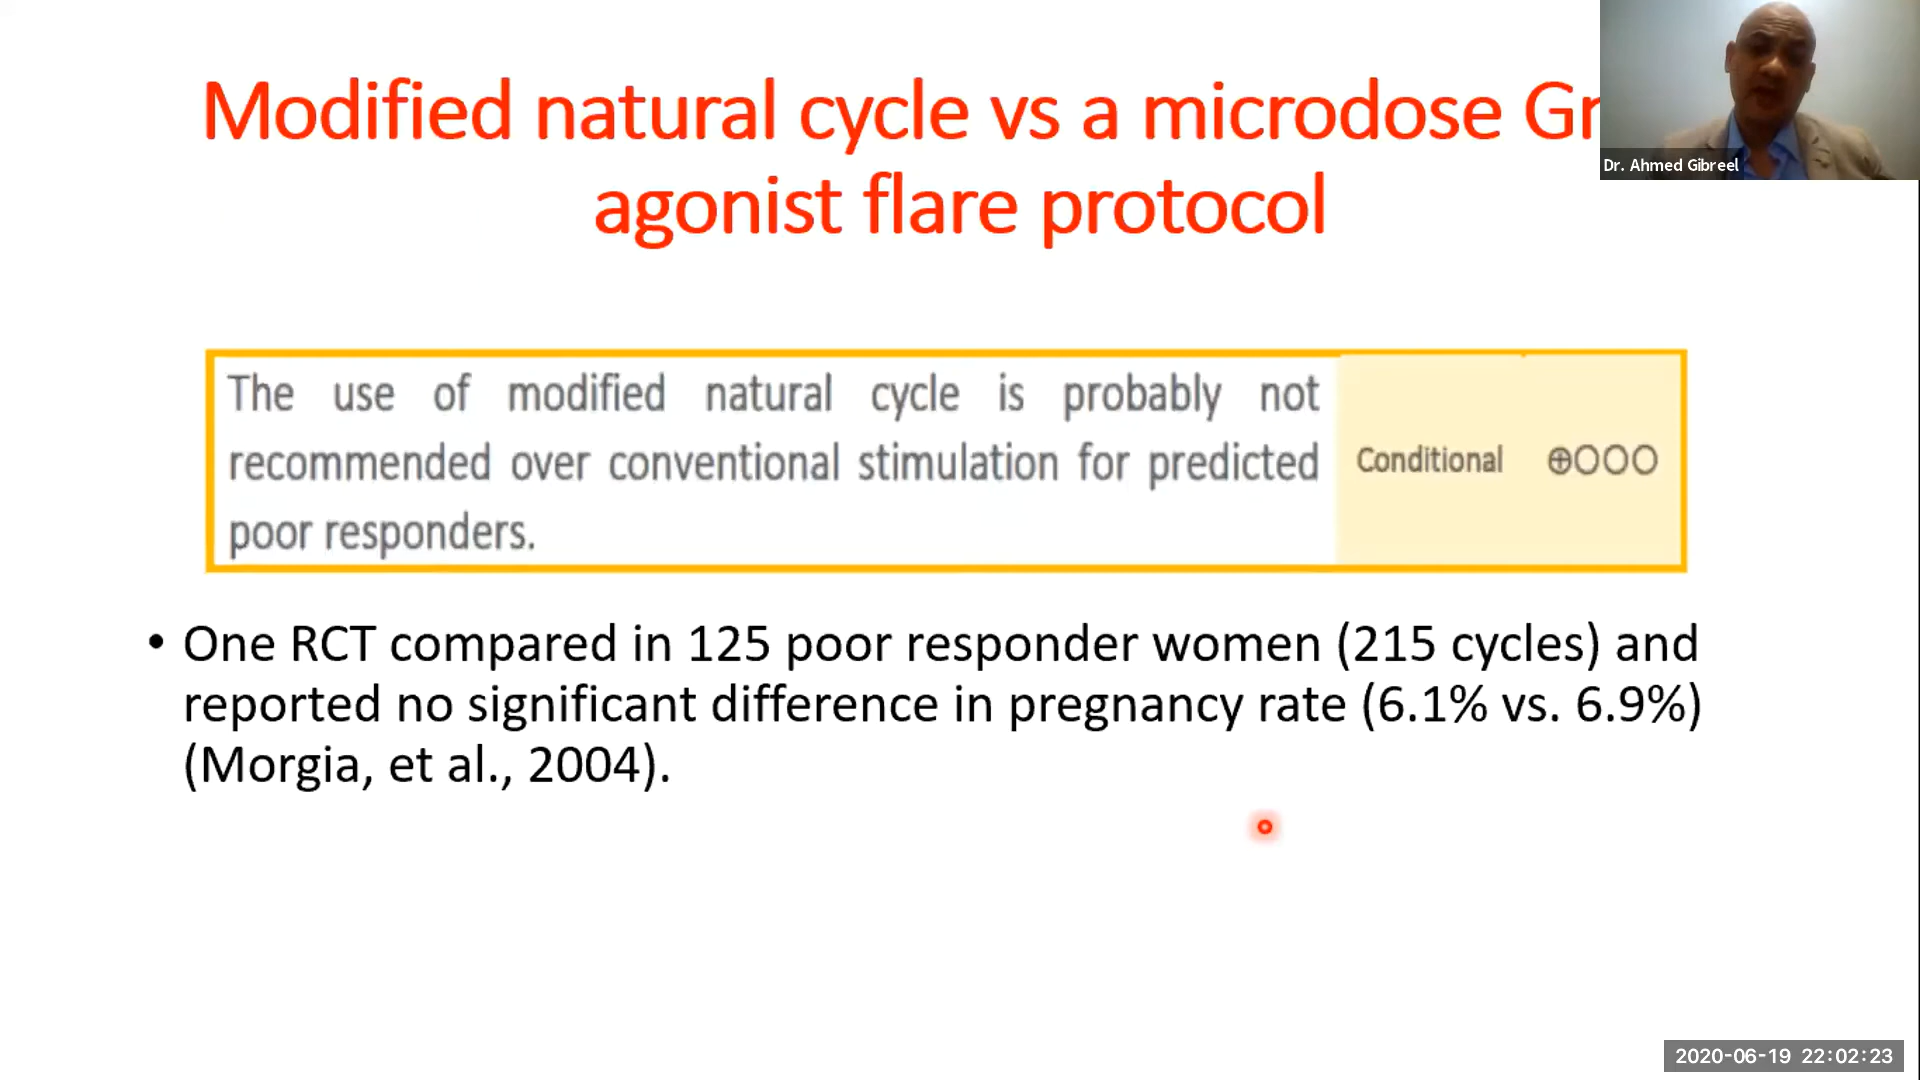 Modified natural cycle vs a microdose
agonist flare protocol
Dr. Ahmed Gibreel
The use of modified natural cycle is probably not
recommended over conventional stimulation for predicted
poor responders.
Conditional ⊕○○○
• One RCT compared in 125 poor responder women (215 cycles) and
reported no significant difference in pregnancy rate (6.1% vs. 6.9%)
(Morgia, et al., 2004).
2020-06-19 22:02:23